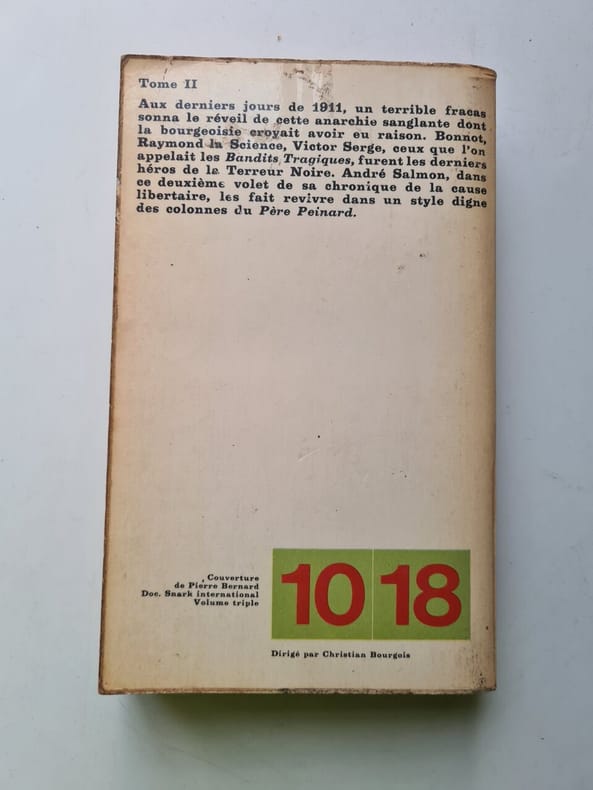 Tome II
Aux derniers jours de 1911, un terrible fracas
sonna le réveil de cette anarchie sanglante dont
la bourgeoisie croyait avoir eu raison. Bonnot,
Raymond la Science, Victor Serge, ceux que l'on
appelait les Bandits Tragiques, furent les derniers
héros de la Terreur Noire. André Salmon, dans
ce deuxième volet de sa chronique de la cause
libertaire, les fait revivre dans un style digne
des colonnes du Père Peinard.
Couverture
de Pierre Bernard
Doc. Snark international
Volume triple
10 18
Dirigé par Christian Bourgois